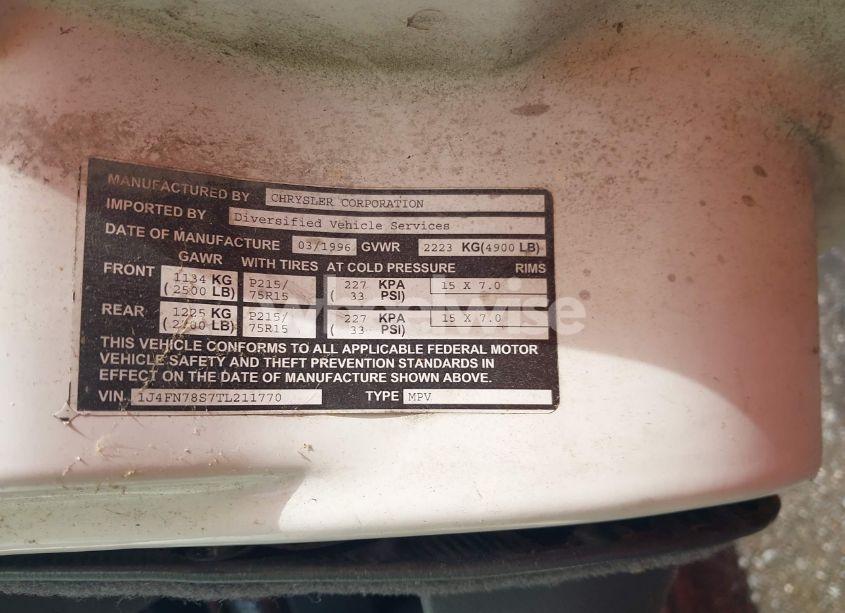 MANUFACTURED BY CHRYSLER CORPORATION
IMPORTED BY Diversified Vehicle Services
DATE OF MANUFACTURE 03/1996 GVWR 2223 KG(4900 LB)
GAWR WITH TIRES AT COLD PRESSURE RIMS
FRONT 1134 KG P215/ 227 KPA 15 X 7.0
( 2500 LB) 75R15 ( 33 PSI)
REAR 1225 KG P215/ 227 KPA 15 X 7.0
( 2700 LB) 75R15 ( 33 PSI)
wheelwise
THIS VEHICLE CONFORMS TO ALL APPLICABLE FEDERAL MOTOR
VEHICLE SAFETY AND THEFT PREVENTION STANDARDS IN
EFFECT ON THE DATE OF MANUFACTURE SHOWN ABOVE.
VIN 1J4FN78S7TL211770 TYPE MPV